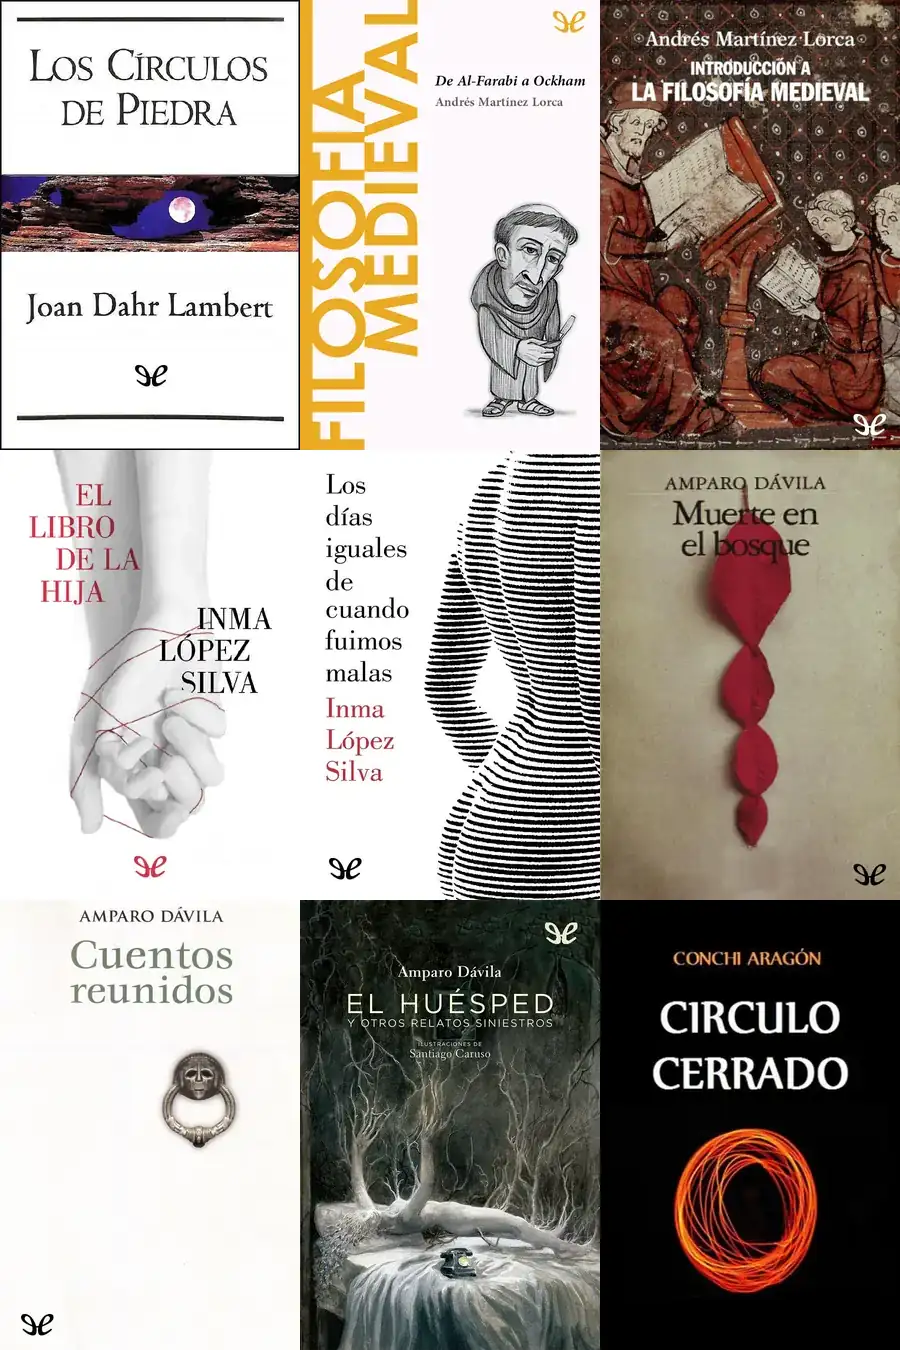 LOS CÍRCULOS
DE PIEDRA
Joan Dahr Lambert
FILOSOFÍA
MEDIEVAL
De Al-Farabi a Ockham
Andrés Martínez Lorca
Andrés Martínez Lorca
INTRODUCCIÓN A
LA FILOSOFÍA MEDIEVAL
EL
LIBRO
DE LA
HIJA
INMA
LÓPEZ
SILVA
Los
días
iguales
de
cuando
fuimos
malas
Inma
López
Silva
AMPARO DÁVILA
Muerte en
el bosque
AMPARO DÁVILA
Cuentos
reunidos
Amparo Dávila
EL HUÉSPED
Y OTROS RELATOS SINIESTROS
ILUSTRACIONES DE
Santiago Caruso
CONCHI ARAGÓN
CIRCULO
CERRADO